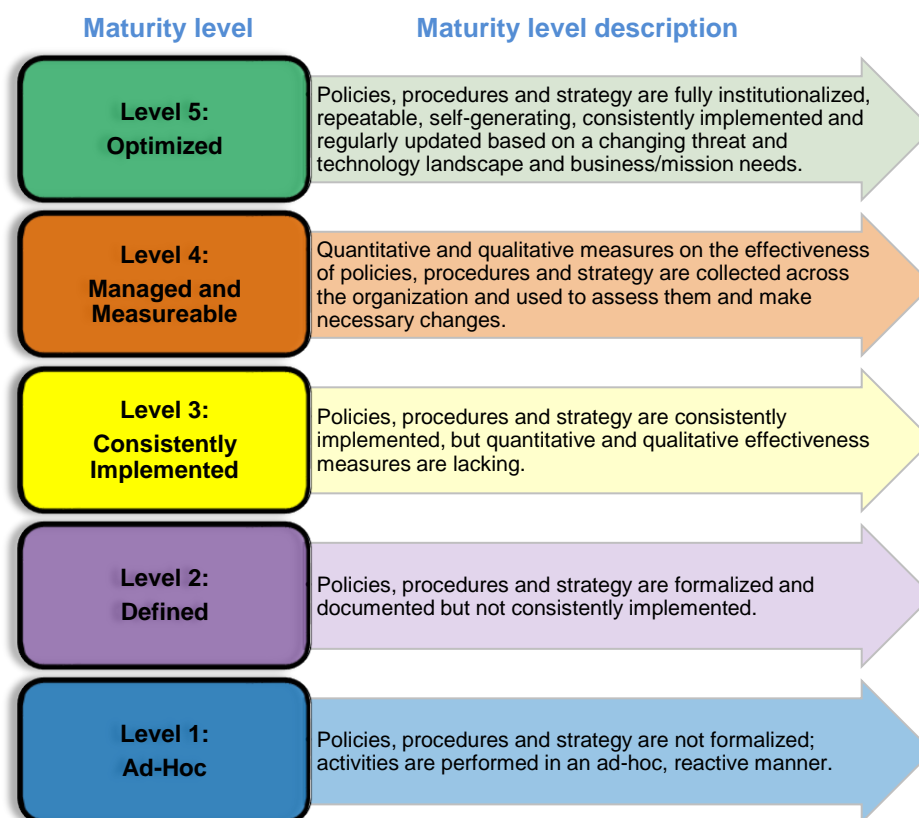 Maturity level
Maturity level description
Level 5:
Optimized
Policies, procedures and strategy are fully institutionalized,
repeatable, self-generating, consistently implemented and
regularly updated based on a changing threat and
technology landscape and business/mission needs.
Level 4:
Managed and
Measureable
Quantitative and qualitative measures on the effectiveness
of policies, procedures and strategy are collected across
the organization and used to assess them and make
necessary changes.
Level 3:
Consistently
Implemented
Policies, procedures and strategy are consistently
implemented, but quantitative and qualitative effectiveness
measures are lacking.
Level 2:
Defined
Policies, procedures and strategy are formalized and
documented but not consistently implemented.
Level 1:
Ad-Hoc
Policies, procedures and strategy are not formalized;
activities are performed in an ad-hoc, reactive manner.